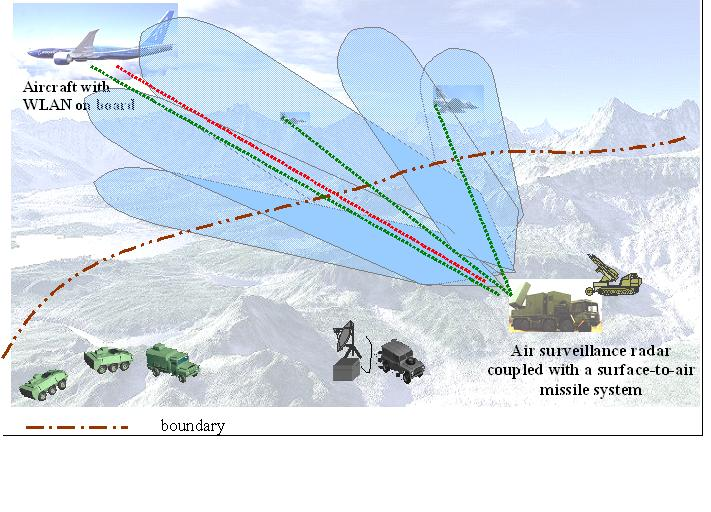 Aircraft with
WLAN on board
Air surveillance radar
coupled with a surface-to-air
missile system
boundary